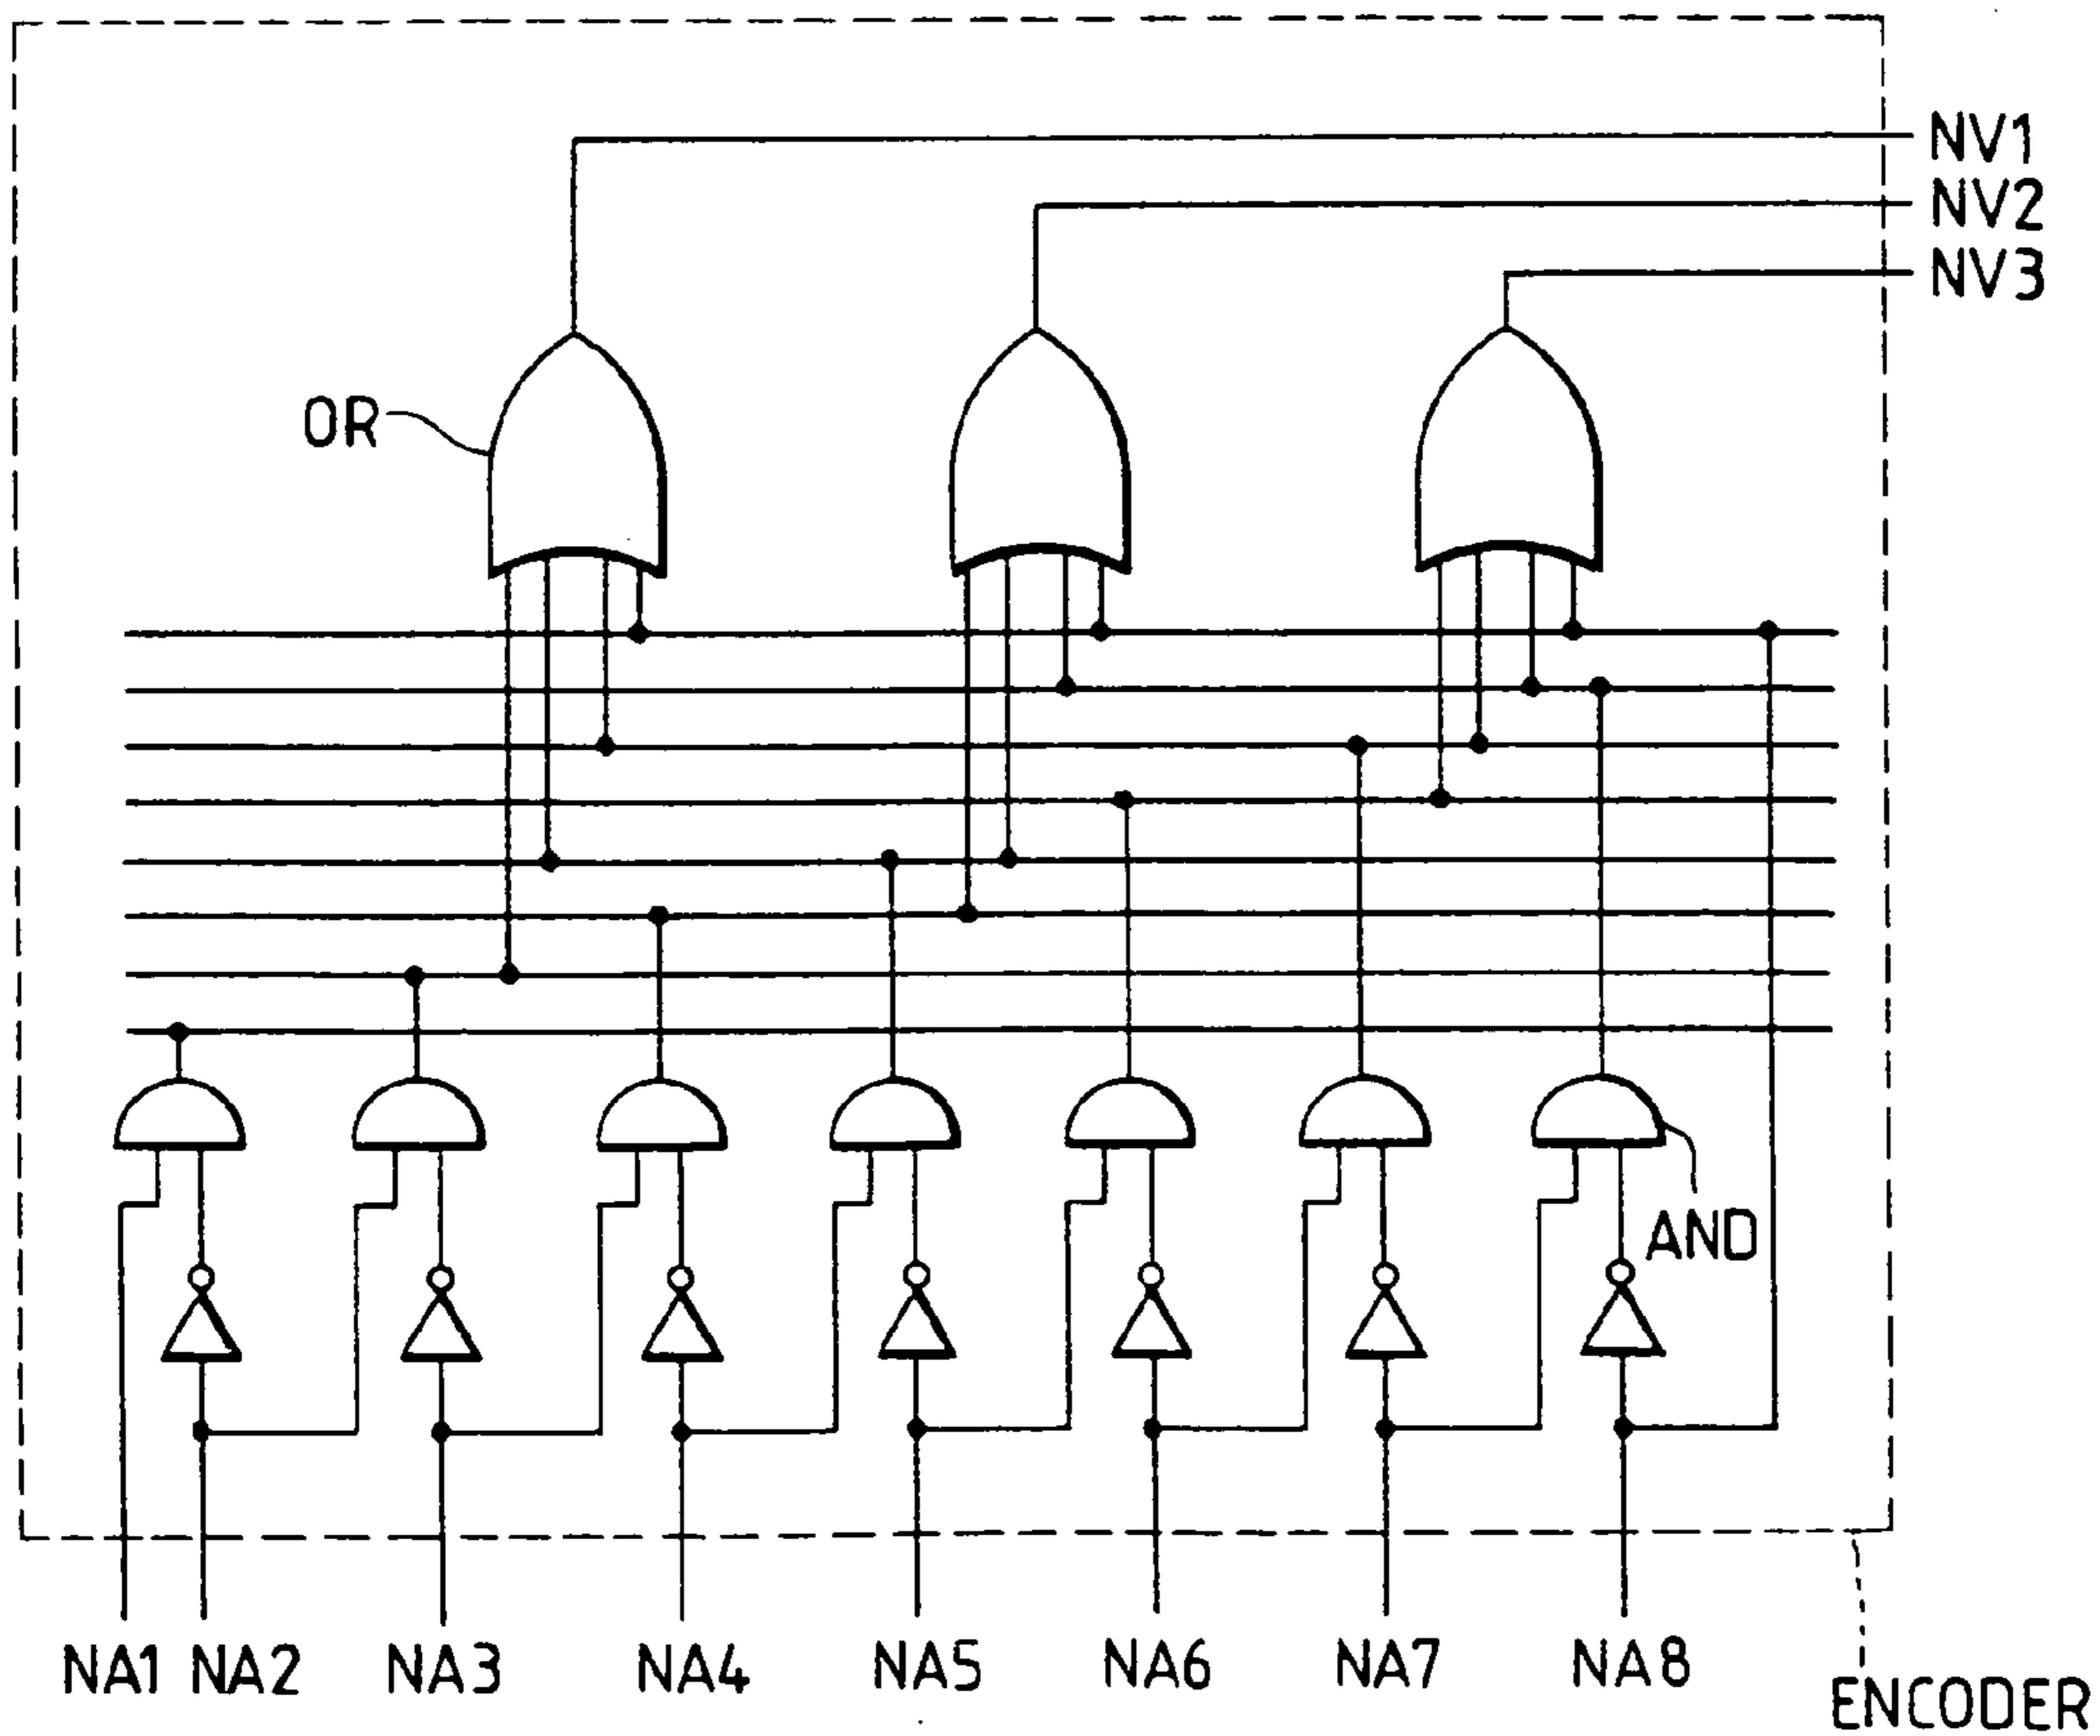 NV1
NV2
NV3
OR
AND
NA1 NA2 NA3 NA4 NA5 NA6 NA7 NA8
ENCODER